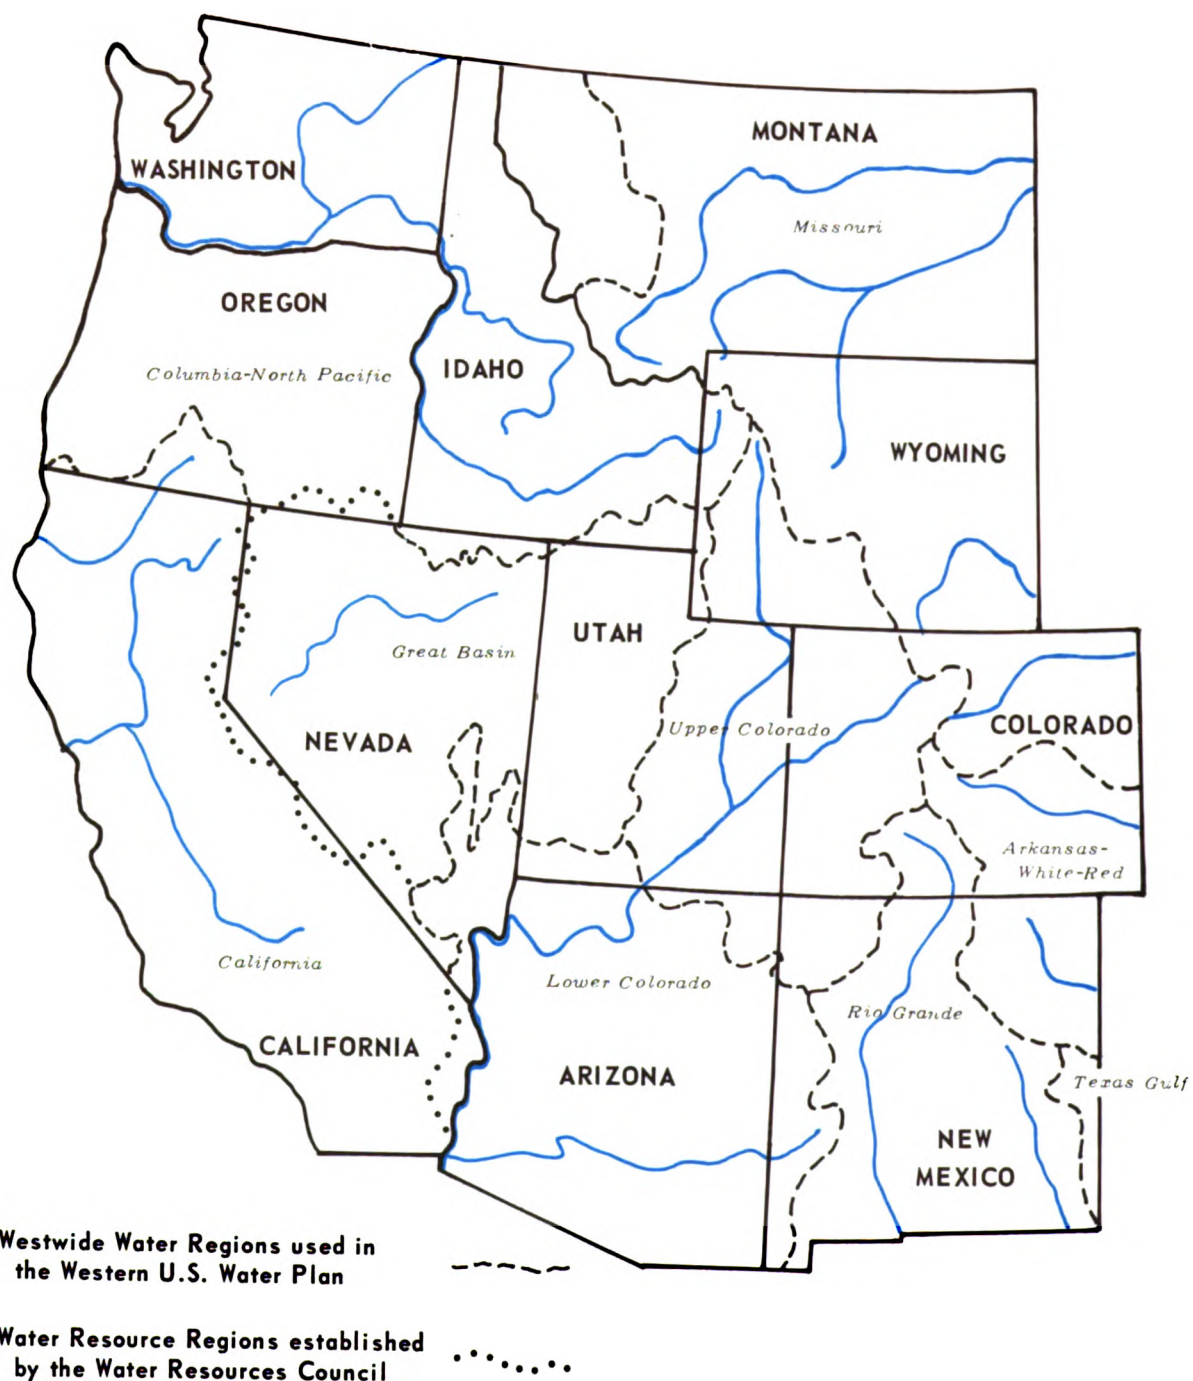 MONTANA
WASHINGTON
Missouri
OREGON
IDAHO
Columbia-North Pacific
WYOMING
UTAH
Great Basin
Upper Colorado
COLORADO
NEVADA
Arkansas-
White-Red
California
Lower Colorado
Rio Grande
CALIFORNIA
ARIZONA
Texas Gulf
NEW
MEXICO
Westwide Water Regions used in
the Western U.S. Water Plan
Water Resource Regions established
by the Water Resources Council